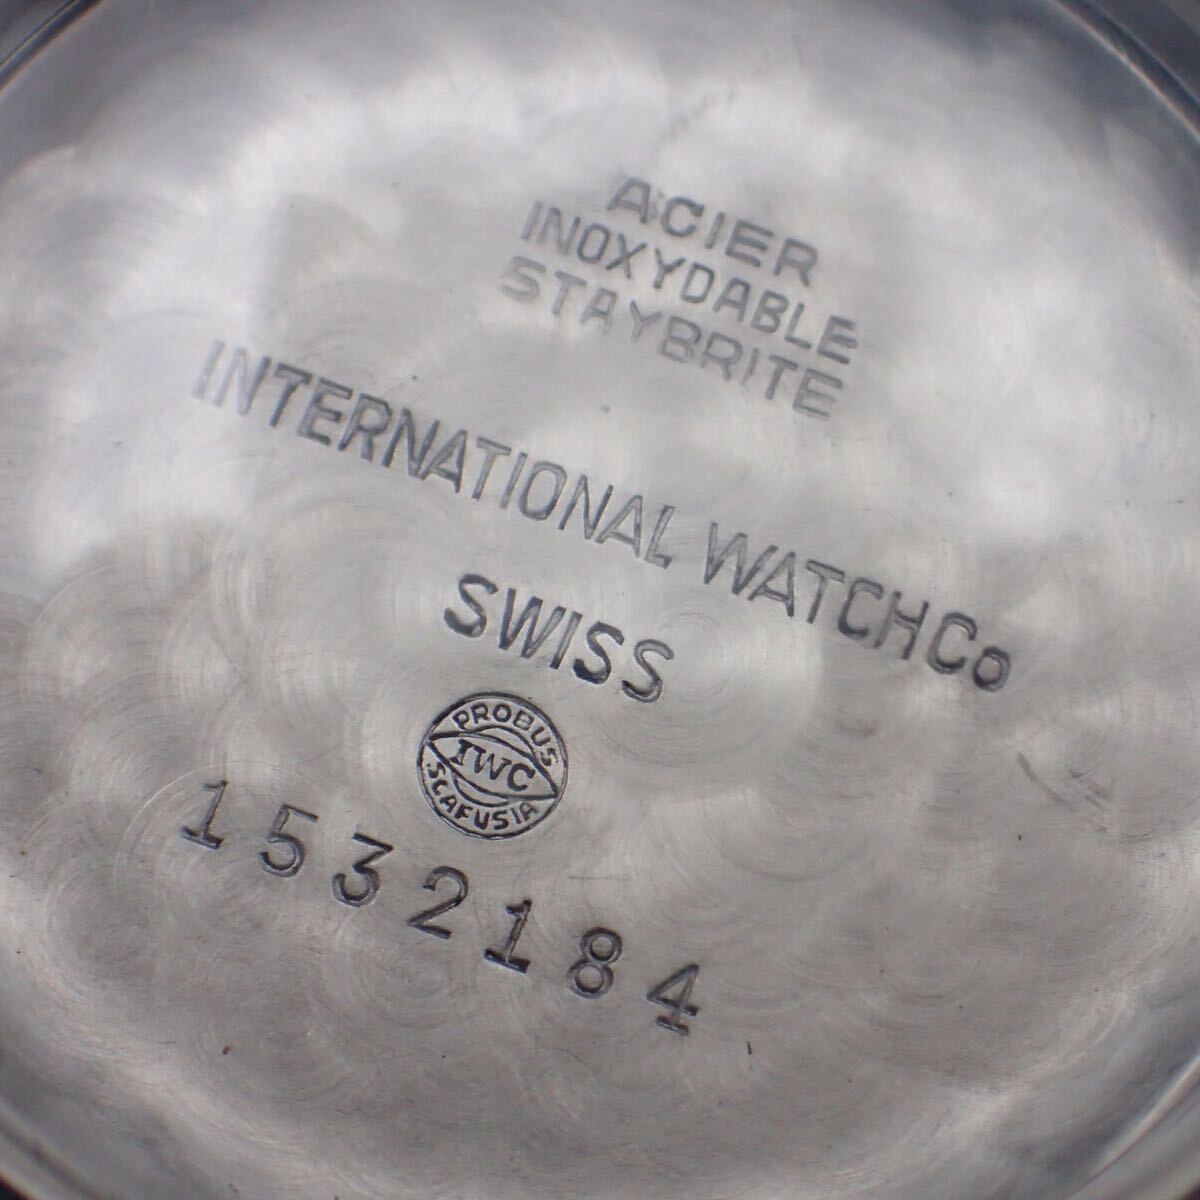 ACIER
INOXYDABLE
STAYBRITE
INTERNATIONAL WATCH Co
SWISS
PROBUS
IWC
SCAFUSIA
1532184